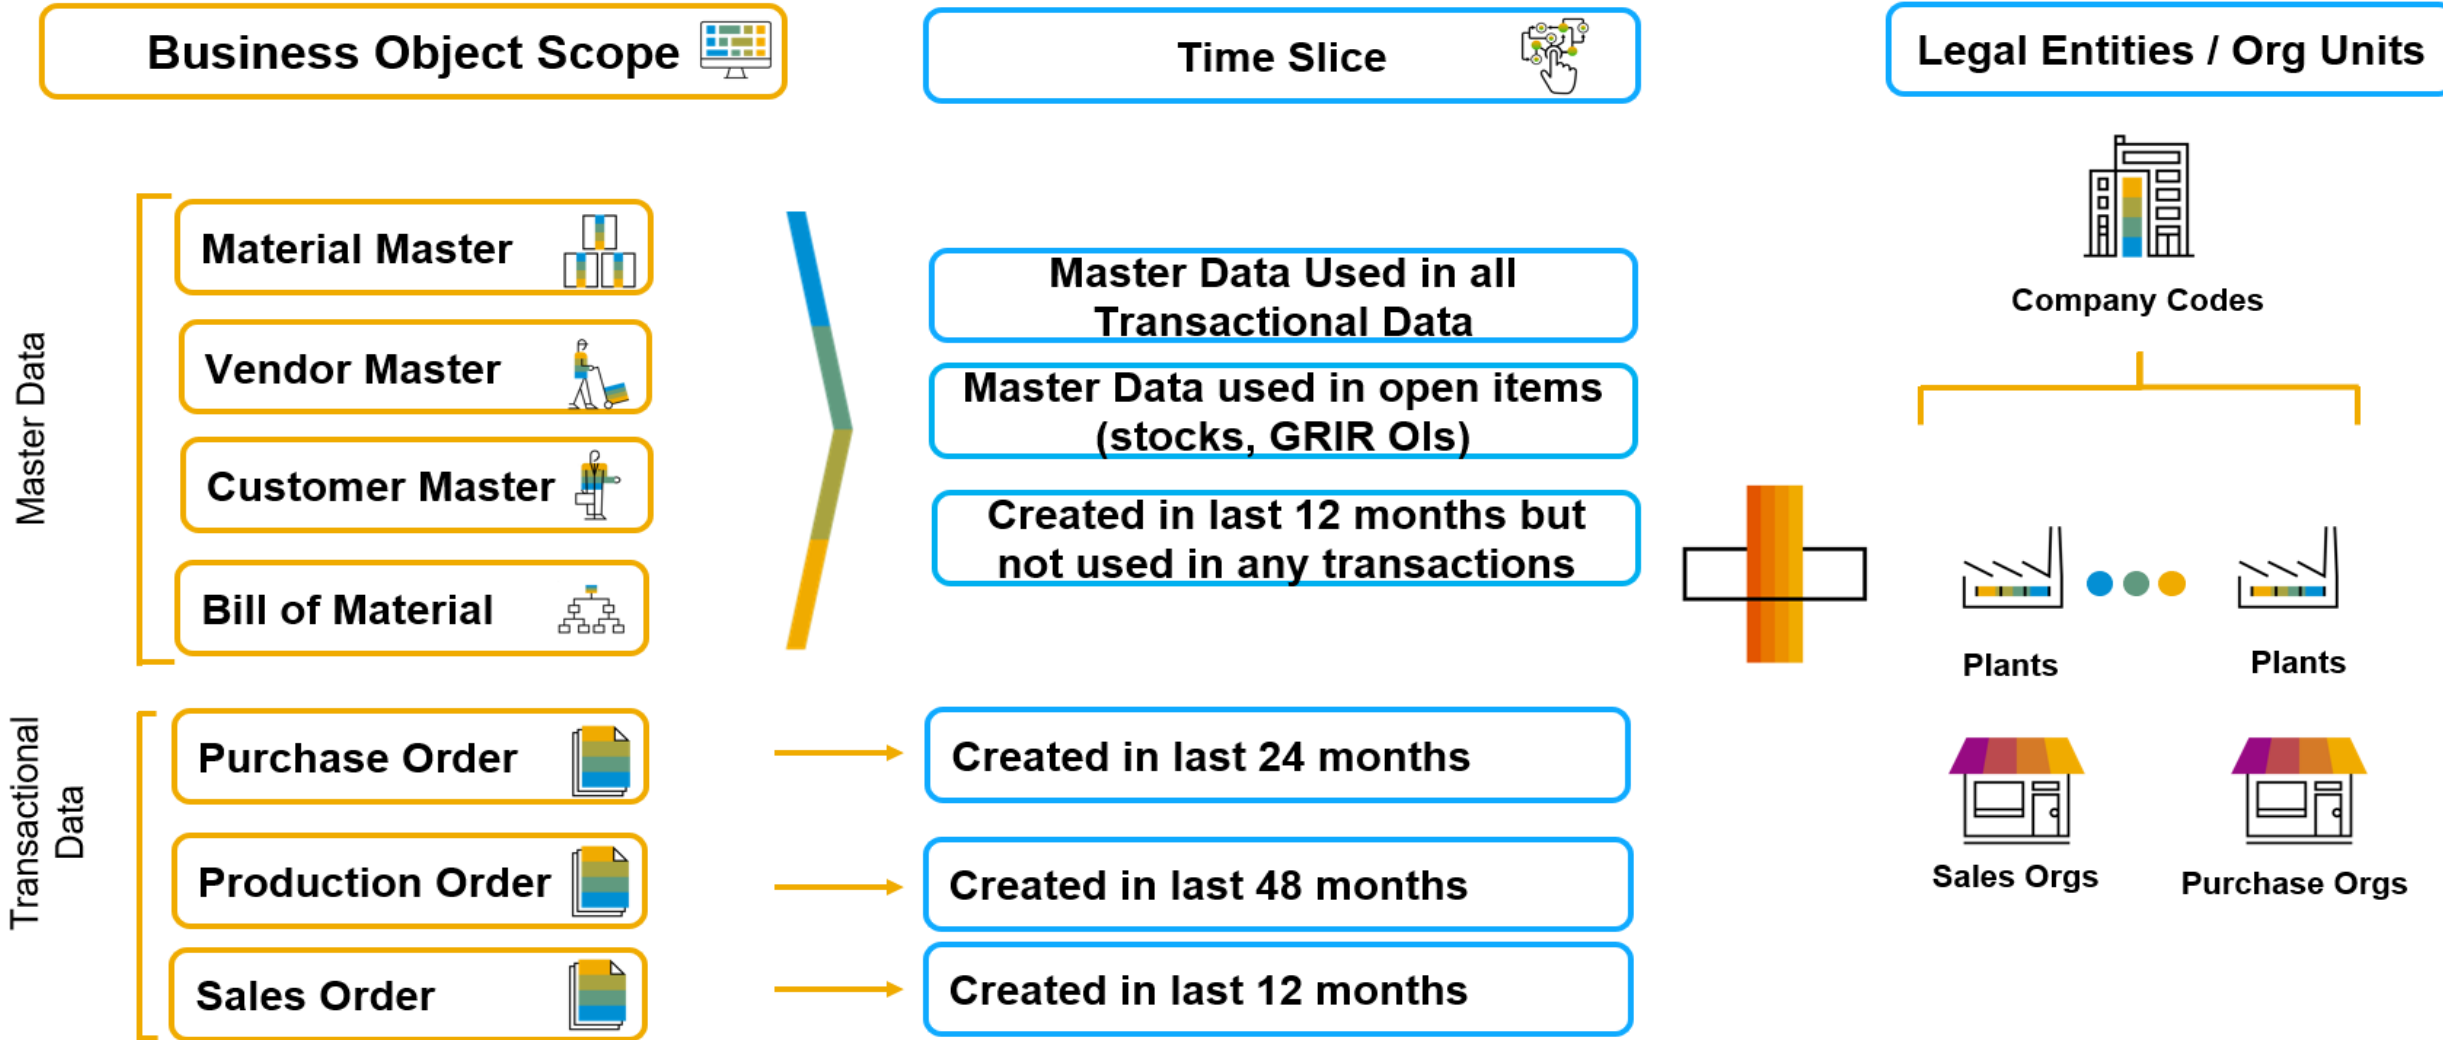 Business Object Scope
Time Slice
Legal Entities / Org Units
Master Data
Material Master
Vendor Master
Customer Master
Bill of Material
Master Data Used in all
Transactional Data
Master Data used in open items
(stocks, GRIR OIs)
Created in last 12 months but
not used in any transactions
Company Codes
Plants
Plants
Sales Orgs
Purchase Orgs
Transactional
Data
Purchase Order
Created in last 24 months
Production Order
Created in last 48 months
Sales Order
Created in last 12 months